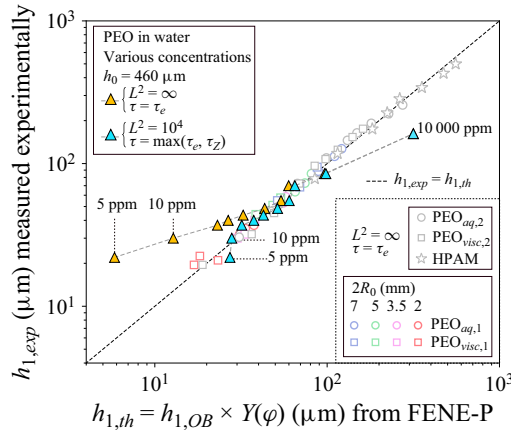 PEO in water
Various concentrations
h₀ = 460 μm
L² = ∞
τ = τₑ
L² = 10⁴
τ = max(τₑ, τ_Z)
10³
10 000 ppm
5 ppm
10 ppm
h₁,ₑₓₚ = h₁,ₜₕ
10²
10 ppm
5 ppm
L² = ∞
τ = τₑ
PEO_aq,2
PEO_visc,2
HPAM
2R₀ (mm)
7 5 3.5 2
PEO_aq,1
PEO_visc,1
10¹
10¹ 10² 10³
h₁,ₑₓₚ (μm) measured experimentally
h₁,ₜₕ = h₁,OB × Y(φ) (μm) from FENE-P